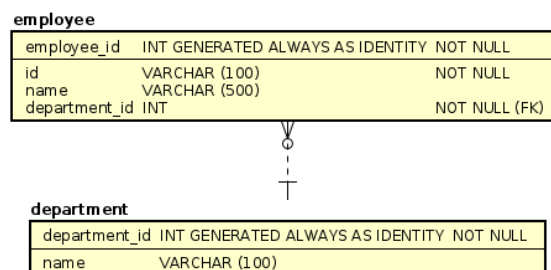 employee
employee_id INT GENERATED ALWAYS AS IDENTITY NOT NULL
id VARCHAR (100) NOT NULL
name VARCHAR (500)
department_id INT NOT NULL (FK)
department
department_id INT GENERATED ALWAYS AS IDENTITY NOT NULL
name VARCHAR (100)